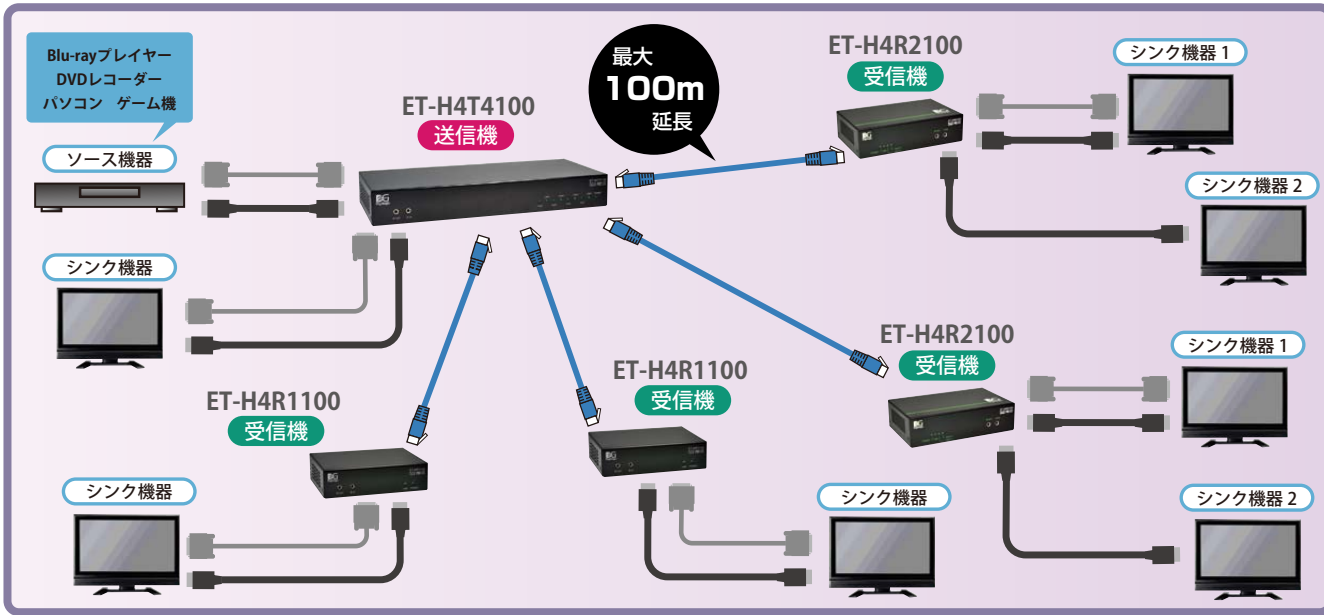 Blu-rayプレイヤー
DVDレコーダー
パソコン　ゲーム機
ソース機器
シンク機器
ET-H4T4100
送信機
最大
100m
延長
ET-H4R2100
受信機
シンク機器 1
シンク機器 2
ET-H4R1100
受信機
シンク機器
ET-H4R1100
受信機
シンク機器
ET-H4R2100
受信機
シンク機器 1
シンク機器 2